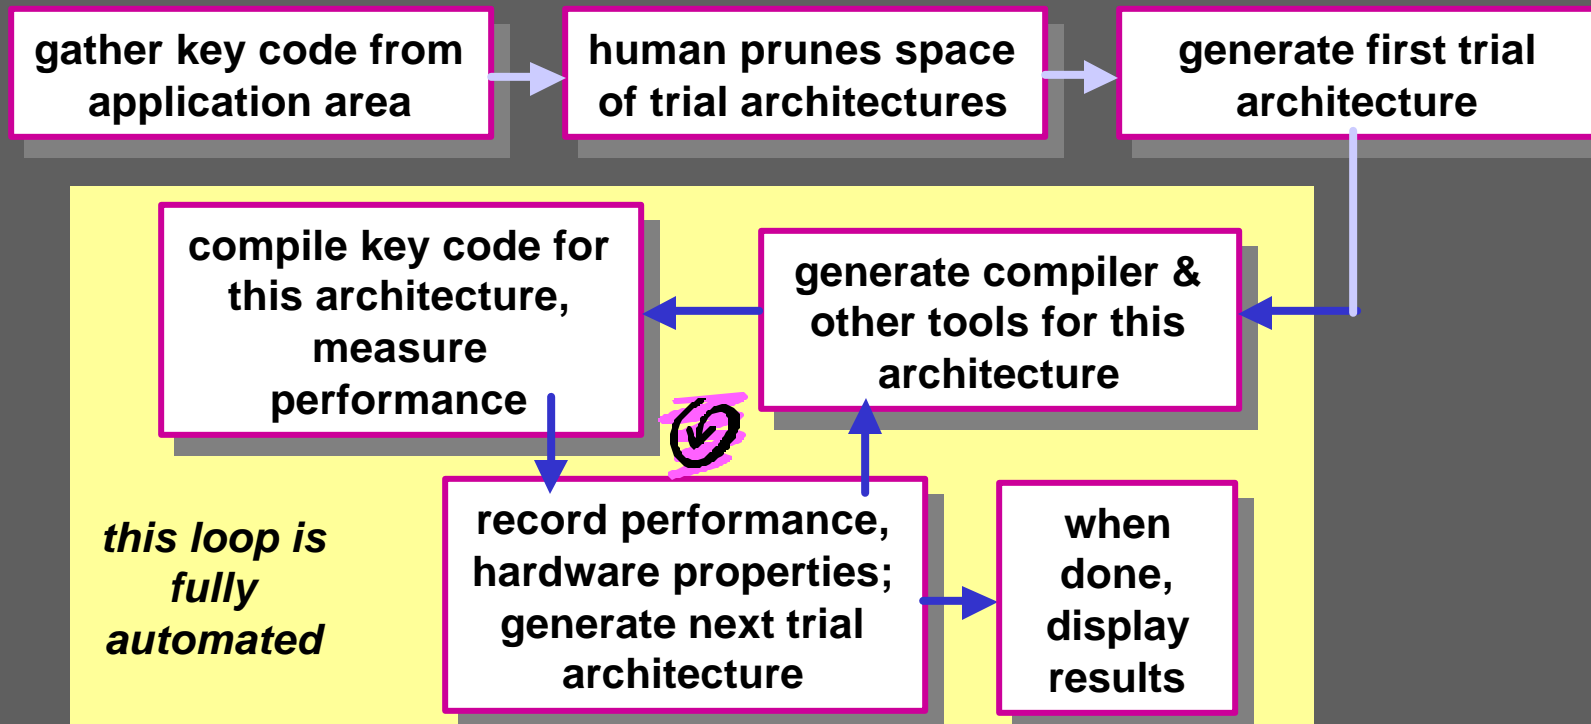 gather key code from
application area
human prunes space
of trial architectures
generate first trial
architecture
compile key code for
this architecture,
measure
performance
generate compiler &
other tools for this
architecture
this loop is
fully
automated
record performance,
hardware properties;
generate next trial
architecture
when
done,
display
results